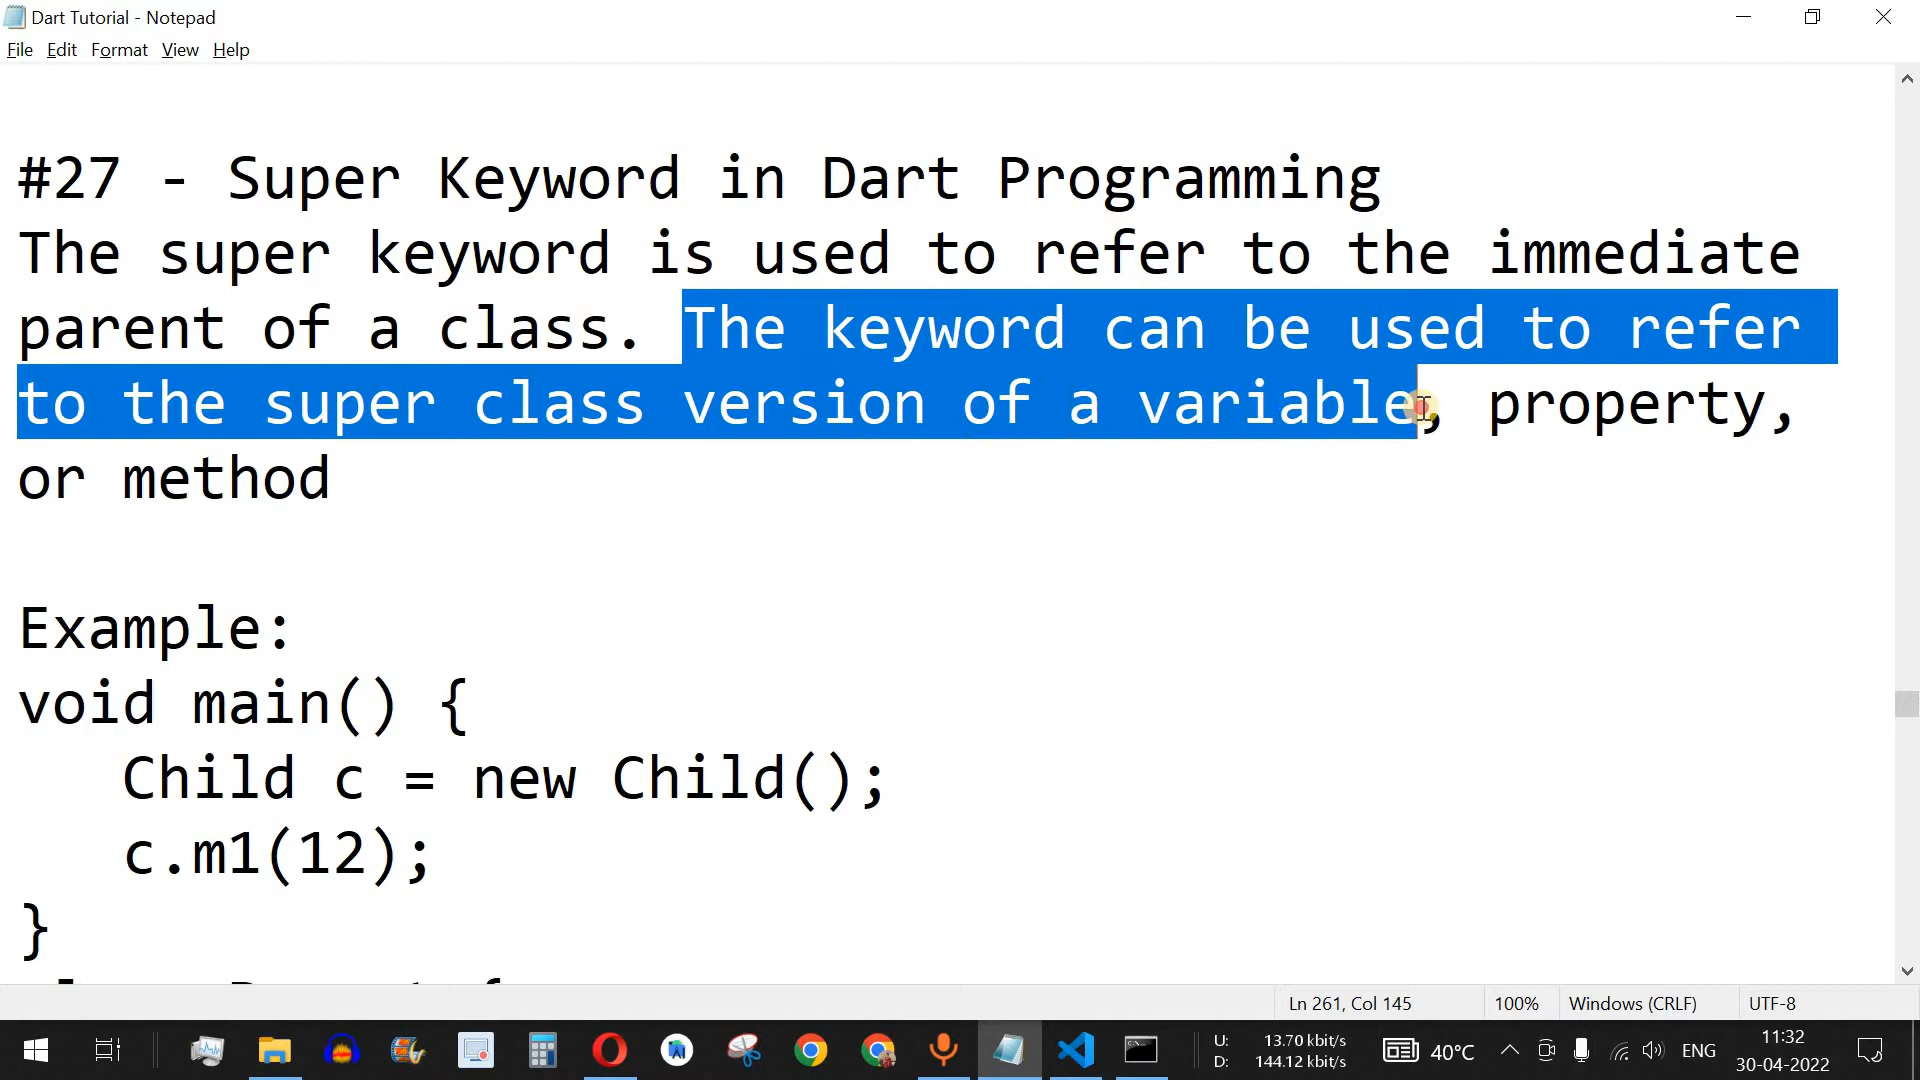 Dart Tutorial - Notepad
File Edit Format View Help
#27 - Super Keyword in Dart Programming
The super keyword is used to refer to the immediate
parent of a class. The keyword can be used to refer
to the super class version of a variable, property,
or method
Example:
void main() {
Child c = new Child();
c.m1(12);
}
Ln 261, Col 145 100% Windows (CRLF) UTF-8
U: 13.70 kbit/s
D: 144.12 kbit/s
40°C
ENG
11:32
30-04-2022